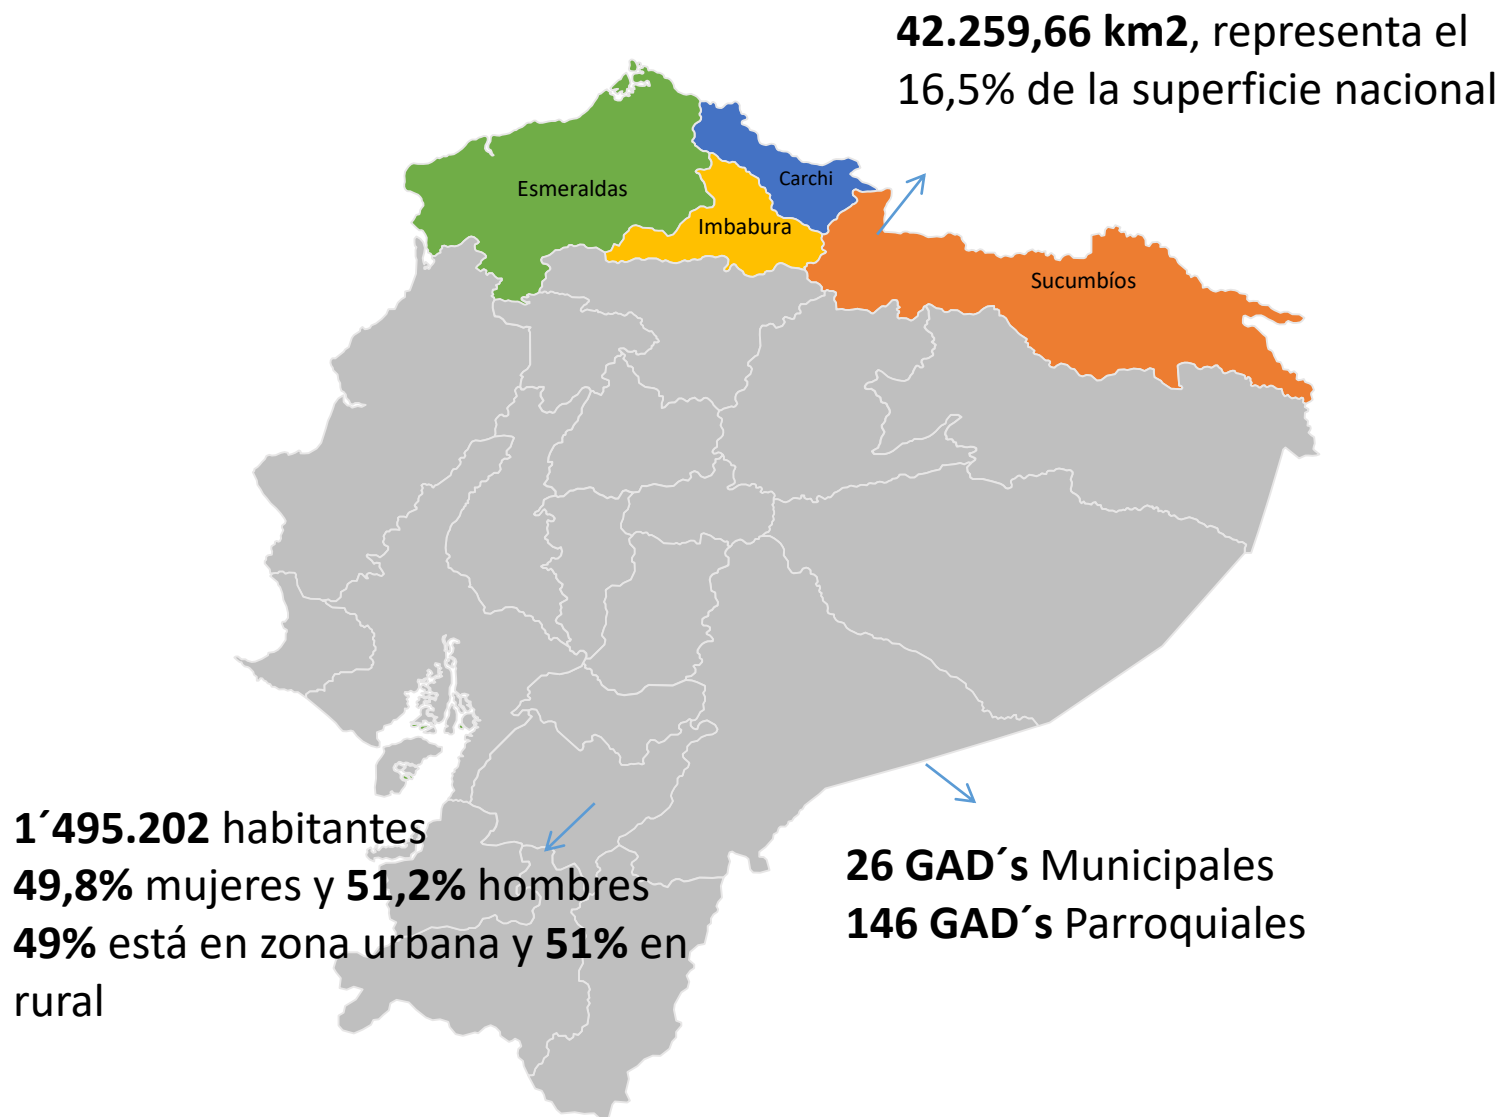 42.259,66 km2, representa el
16,5% de la superficie nacional
Esmeraldas
Carchi
Imbabura
Sucumbíos
1´495.202 habitantes
49,8% mujeres y 51,2% hombres
49% está en zona urbana y 51% en
rural
26 GAD´s Municipales
146 GAD´s Parroquiales